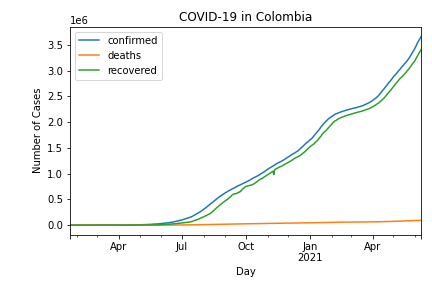 COVID-19 in Colombia
1e6
confirmed
deaths
recovered
3.5
3.0
2.5
2.0
1.5
1.0
0.5
0.0
Number of Cases
Apr Jul Oct Jan Apr
2021
Day